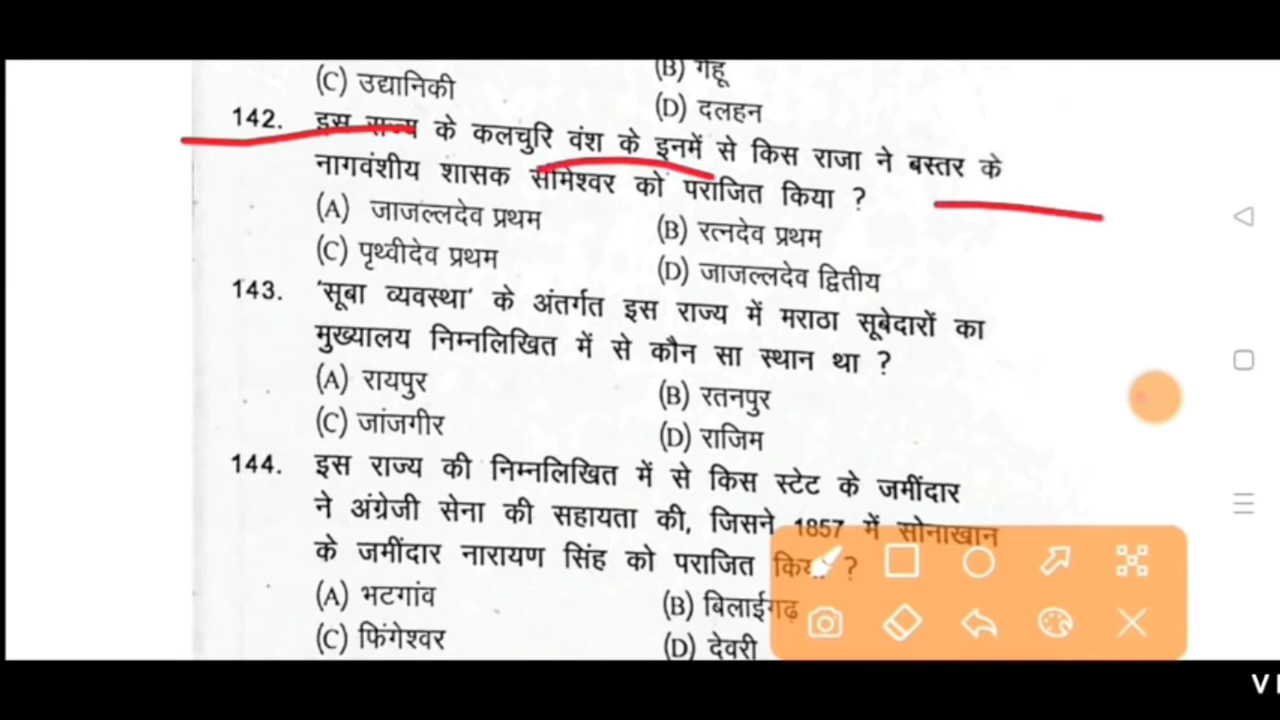 (C) उद्यानिकी
(B) गेहू
(D) दलहन
142. इस राज्य के कलचुरि वंश के इनमें से किस राजा ने बस्तर के
नागवंशीय शासक सोमेश्वर को पराजित किया ?
(A) जाजल्लदेव प्रथम
(B) रत्नदेव प्रथम
(C) पृथ्वीदेव प्रथम
(D) जाजल्लदेव द्वितीय
143. 'सूबा व्यवस्था' के अंतर्गत इस राज्य में मराठा सूबेदारों का
मुख्यालय निम्नलिखित में से कौन सा स्थान था ?
(A) रायपुर
(B) रतनपुर
(C) जांजगीर
(D) राजिम
144. इस राज्य की निम्नलिखित में से किस स्टेट के जमींदार
ने अंग्रेजी सेना की सहायता की, जिसने 1857 में सोनाखान
के जमींदार नारायण सिंह को पराजित किया ?
(A) भटगांव
(B) बिलाईगढ़
(C) फिंगेश्वर
(D) देवरी